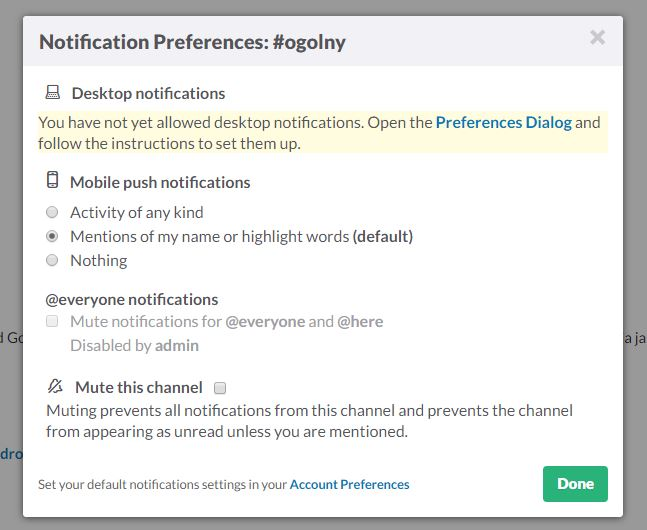 Notification Preferences: #ogolny
Desktop notifications
You have not yet allowed desktop notifications. Open the Preferences Dialog and
follow the instructions to set them up.
Mobile push notifications
Activity of any kind
Mentions of my name or highlight words (default)
Nothing
@everyone notifications
Mute notifications for @everyone and @here
Disabled by admin
Mute this channel
Muting prevents all notifications from this channel and prevents the channel
from appearing as unread unless you are mentioned.
Set your default notifications settings in your Account Preferences
Done